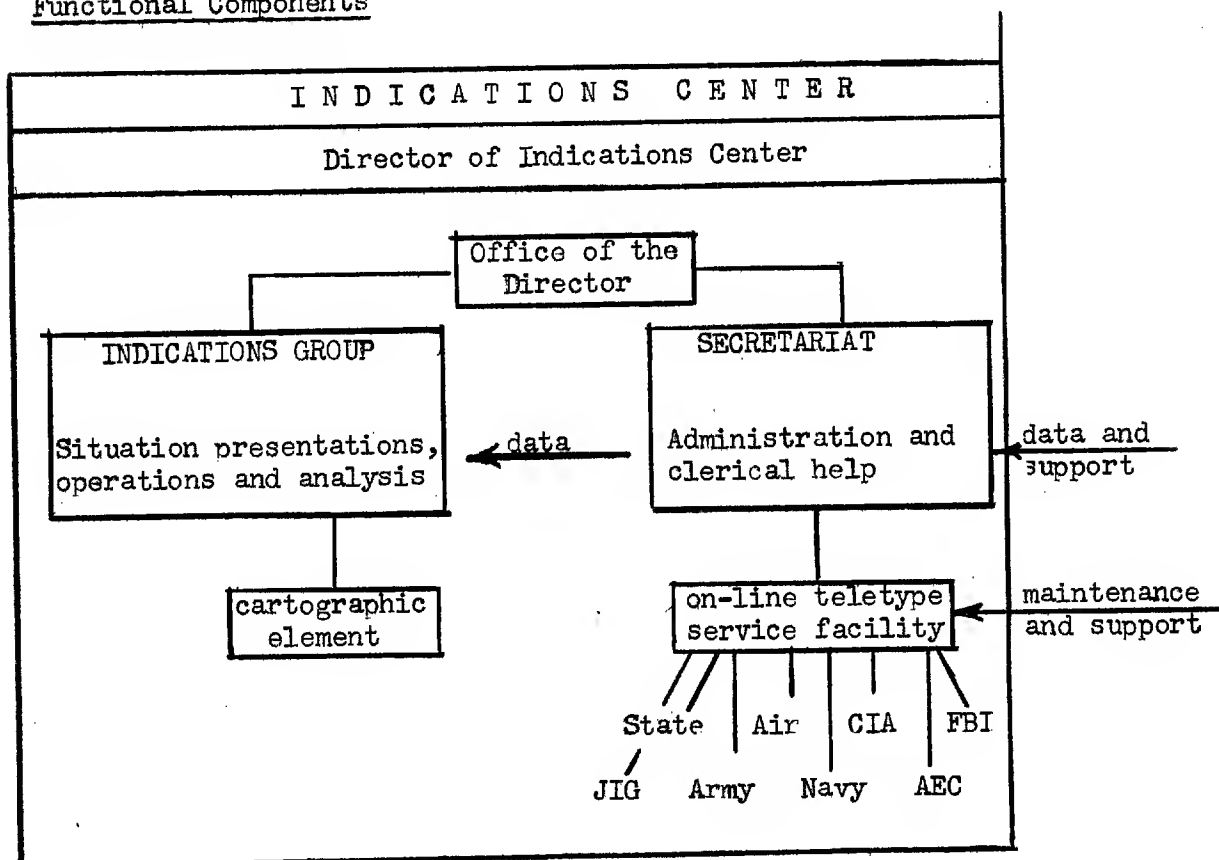 Functional Components
INDICATIONS CENTER
Director of Indications Center
Office of the
Director
INDICATIONS GROUP
Situation presentations,
operations and analysis
data
SECRETARIAT
Administration and
clerical help
data and
support
cartographic
element
on-line teletype
service facility
maintenance
and support
State Air CIA FBI
JIG Army Navy AEC